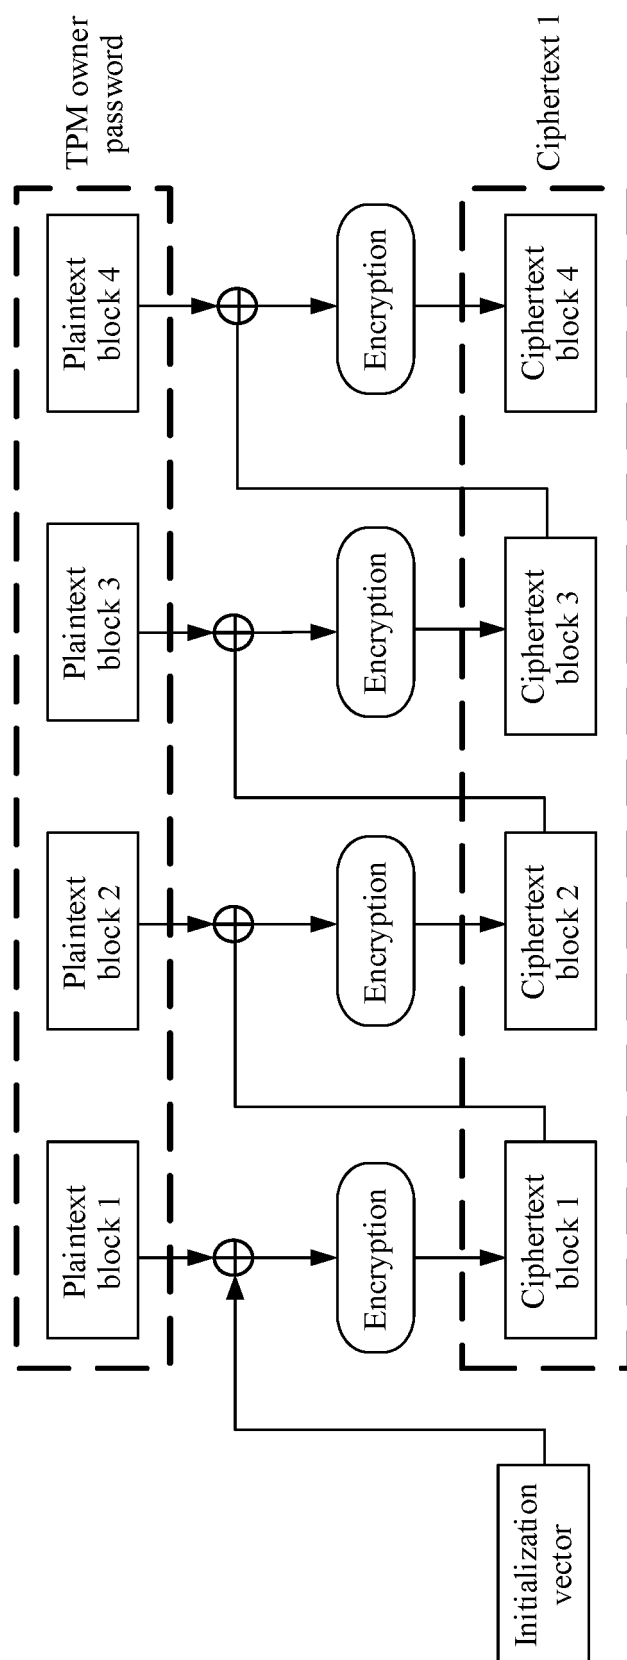 Plaintext
block 1
Plaintext
block 2
Plaintext
block 3
Plaintext
block 4
TPM owner
password
Encryption
Encryption
Encryption
Encryption
Initialization
vector
Ciphertext
block 1
Ciphertext
block 2
Ciphertext
block 3
Ciphertext
block 4
Ciphertext 1